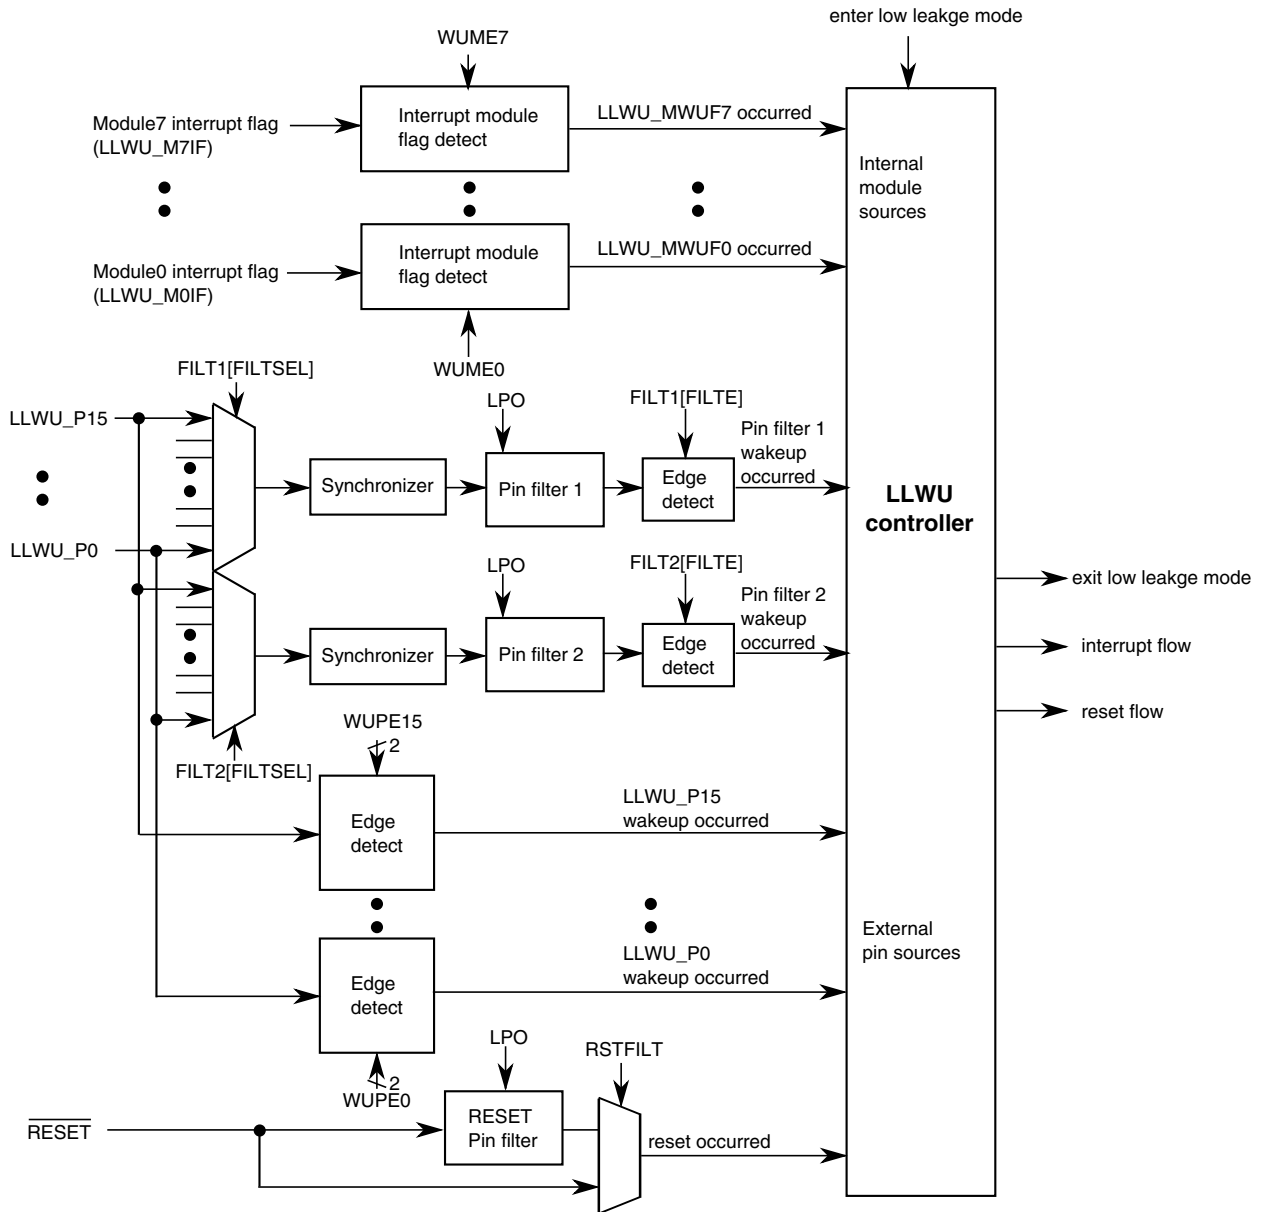 enter low leakge mode
WUME7
Module7 interrupt flag
(LLWU_M7IF)
Interrupt module
flag detect
LLWU_MWUF7 occurred
Internal
module
sources
Module0 interrupt flag
(LLWU_M0IF)
Interrupt module
flag detect
LLWU_MWUF0 occurred
WUME0
FILT1[FILTSEL]
LLWU_P15
LLWU_P0
Synchronizer
LPO
Pin filter 1
FILT1[FILTE]
Edge
detect
Pin filter 1
wakeup
occurred
LLWU
controller
Synchronizer
LPO
Pin filter 2
FILT2[FILTE]
Edge
detect
Pin filter 2
wakeup
occurred
exit low leakge mode
interrupt flow
reset flow
FILT2[FILTSEL]
WUPE15
2
Edge
detect
LLWU_P15
wakeup occurred
External
pin sources
Edge
detect
LLWU_P0
wakeup occurred
2
WUPE0
RESET
LPO
RESET
Pin filter
RSTFILT
reset occurred